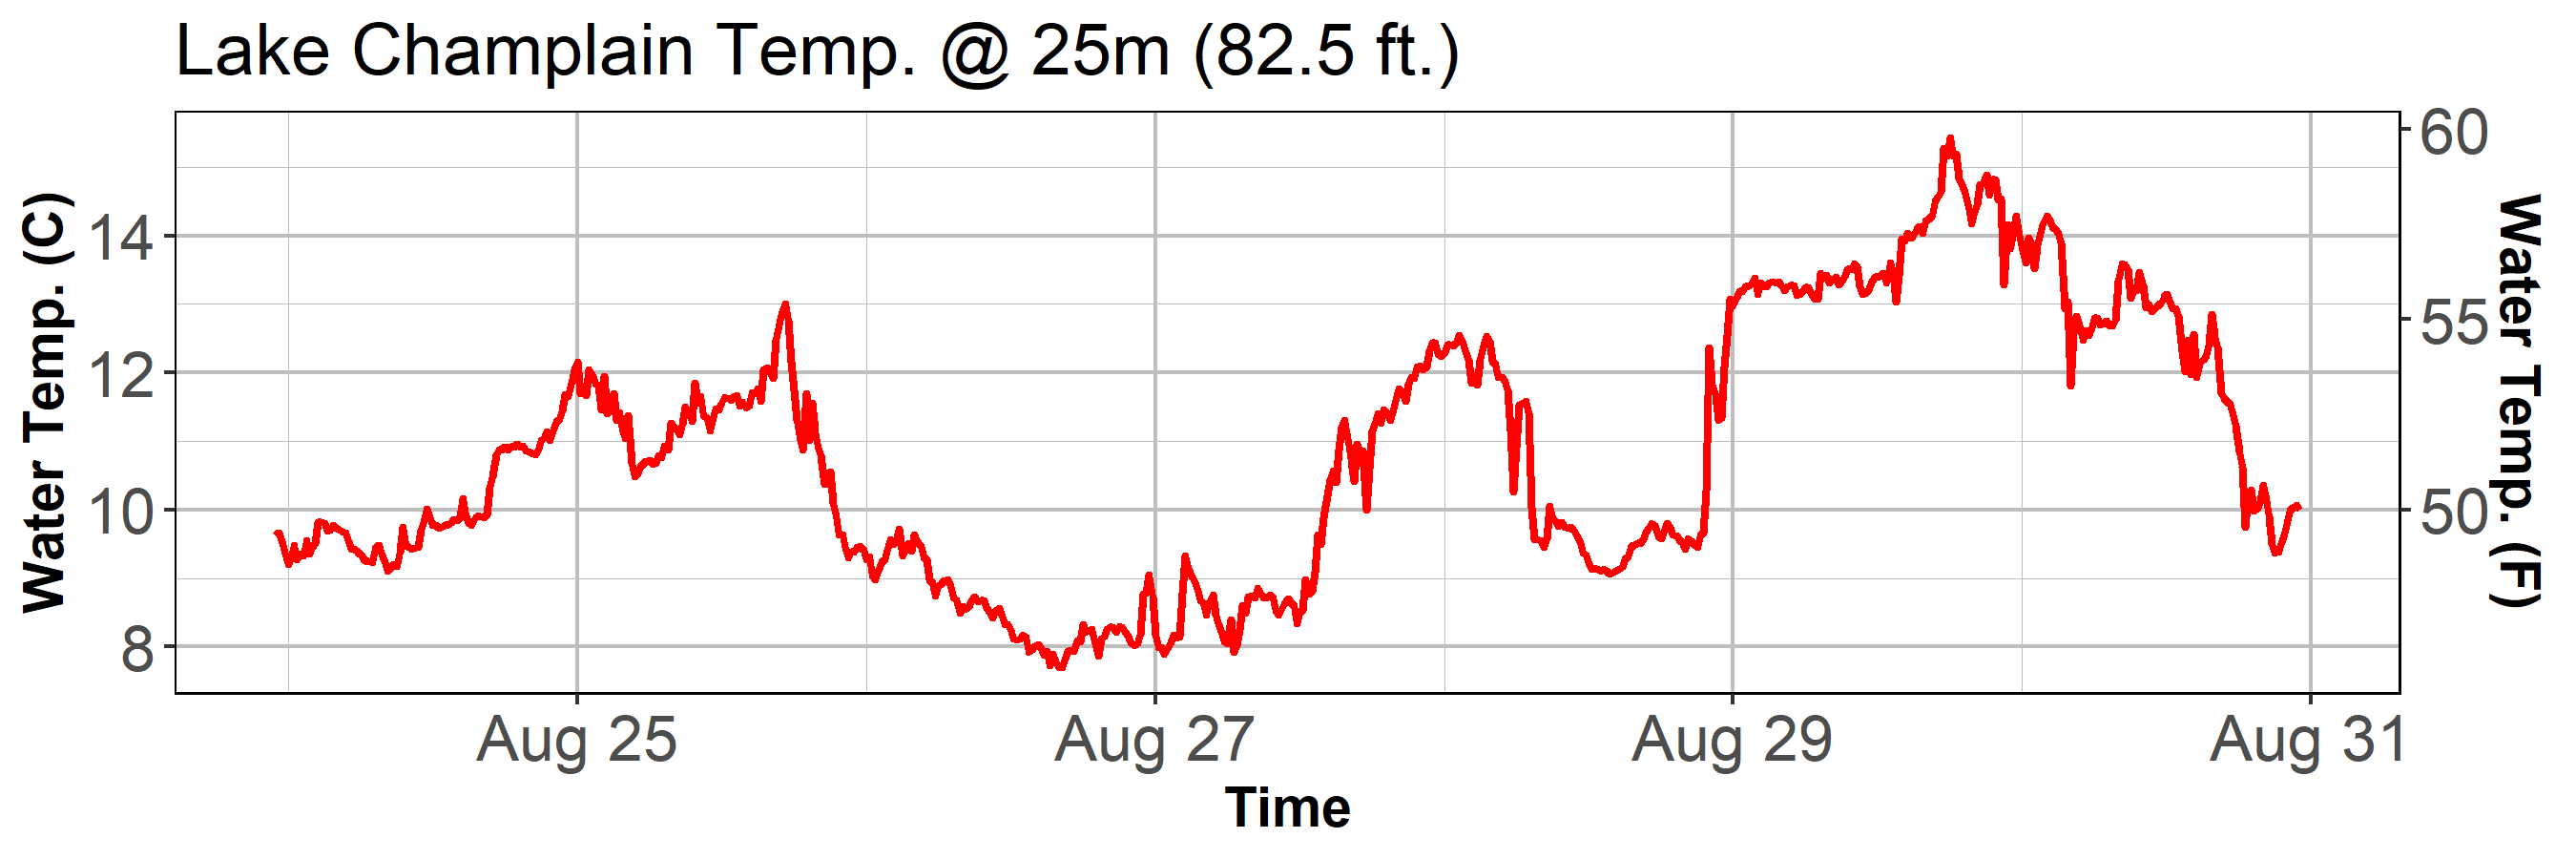 Lake Champlain Temp. @ 25m (82.5 ft.)
Water Temp. (C)
14
12
10
8
60
55
50
Water Temp. (F)
Aug 25
Aug 27
Aug 29
Aug 31
Time